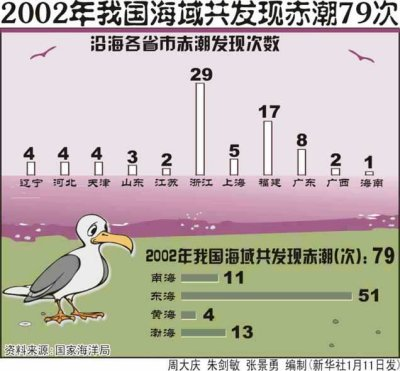 2002年我国海域共发现赤潮79次
沿海各省市赤潮发现次数
4 4 4 3 2 29 5 17 8 2 1
辽宁 河北 天津 山东 江苏 浙江 上海 福建 广东 广西 海南
2002年我国海域共发现赤潮(次):79
南海 11
东海 51
黄海 4
渤海 13
资料来源:国家海洋局
周大庆 朱剑敏 张景勇 编制(新华社1月11日发)